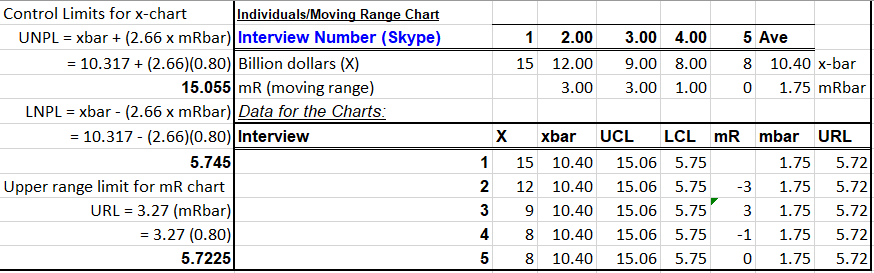 Control Limits for x-chart Individuals/Moving Range Chart
UNPL = xbar + (2.66 x mRbar) Interview Number (Skype) 1 2.00 3.00 4.00 5 Ave
= 10.317 + (2.66)(0.80) Billion dollars (X) 15 12.00 9.00 8.00 8 10.40 x-bar
15.055 mR (moving range) 3.00 3.00 1.00 0 1.75 mRbar
LNPL = xbar - (2.66 x mRbar) Data for the Charts:
= 10.317 - (2.66)(0.80) Interview X xbar UCL LCL mR mbar URL
5.745 1 15 10.40 15.06 5.75 1.75 5.72
Upper range limit for mR chart 2 12 10.40 15.06 5.75 -3 1.75 5.72
URL = 3.27 (mRbar) 3 9 10.40 15.06 5.75 3 1.75 5.72
= 3.27 (0.80) 4 8 10.40 15.06 5.75 -1 1.75 5.72
5.7225 5 8 10.40 15.06 5.75 0 1.75 5.72